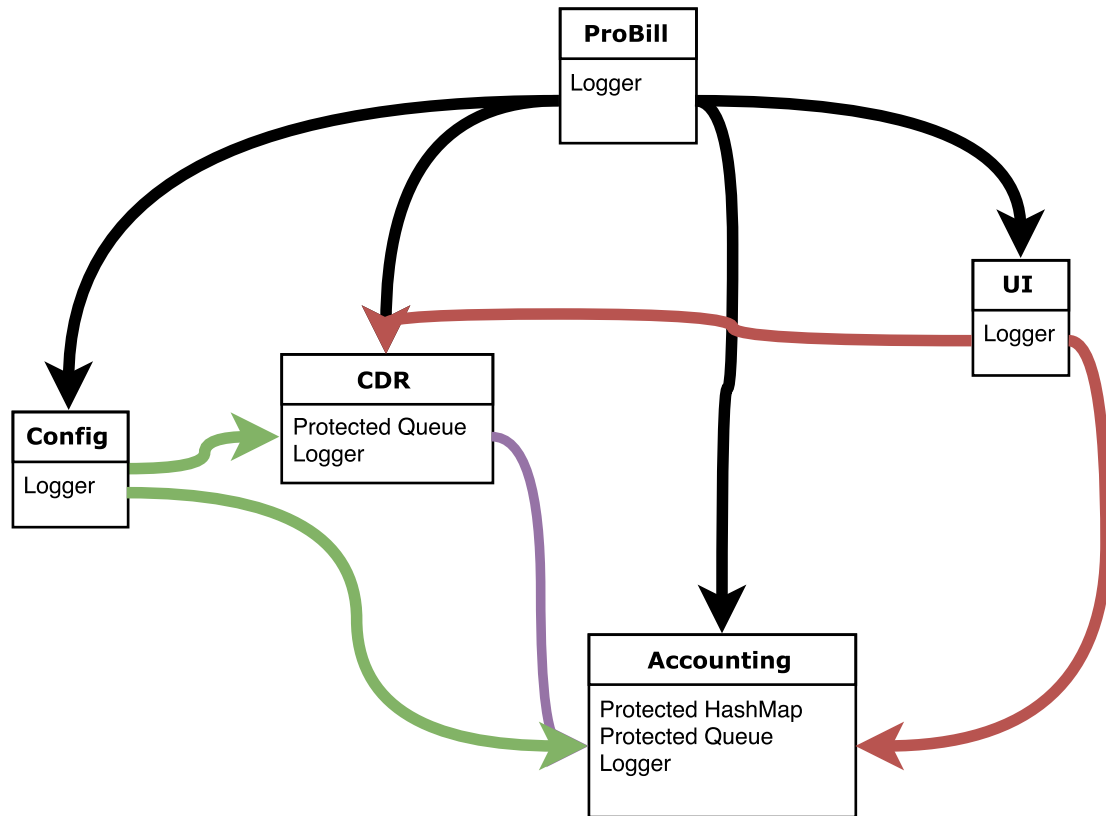 ProBill
Logger
UI
Logger
CDR
Protected Queue
Logger
Config
Logger
Accounting
Protected HashMap
Protected Queue
Logger